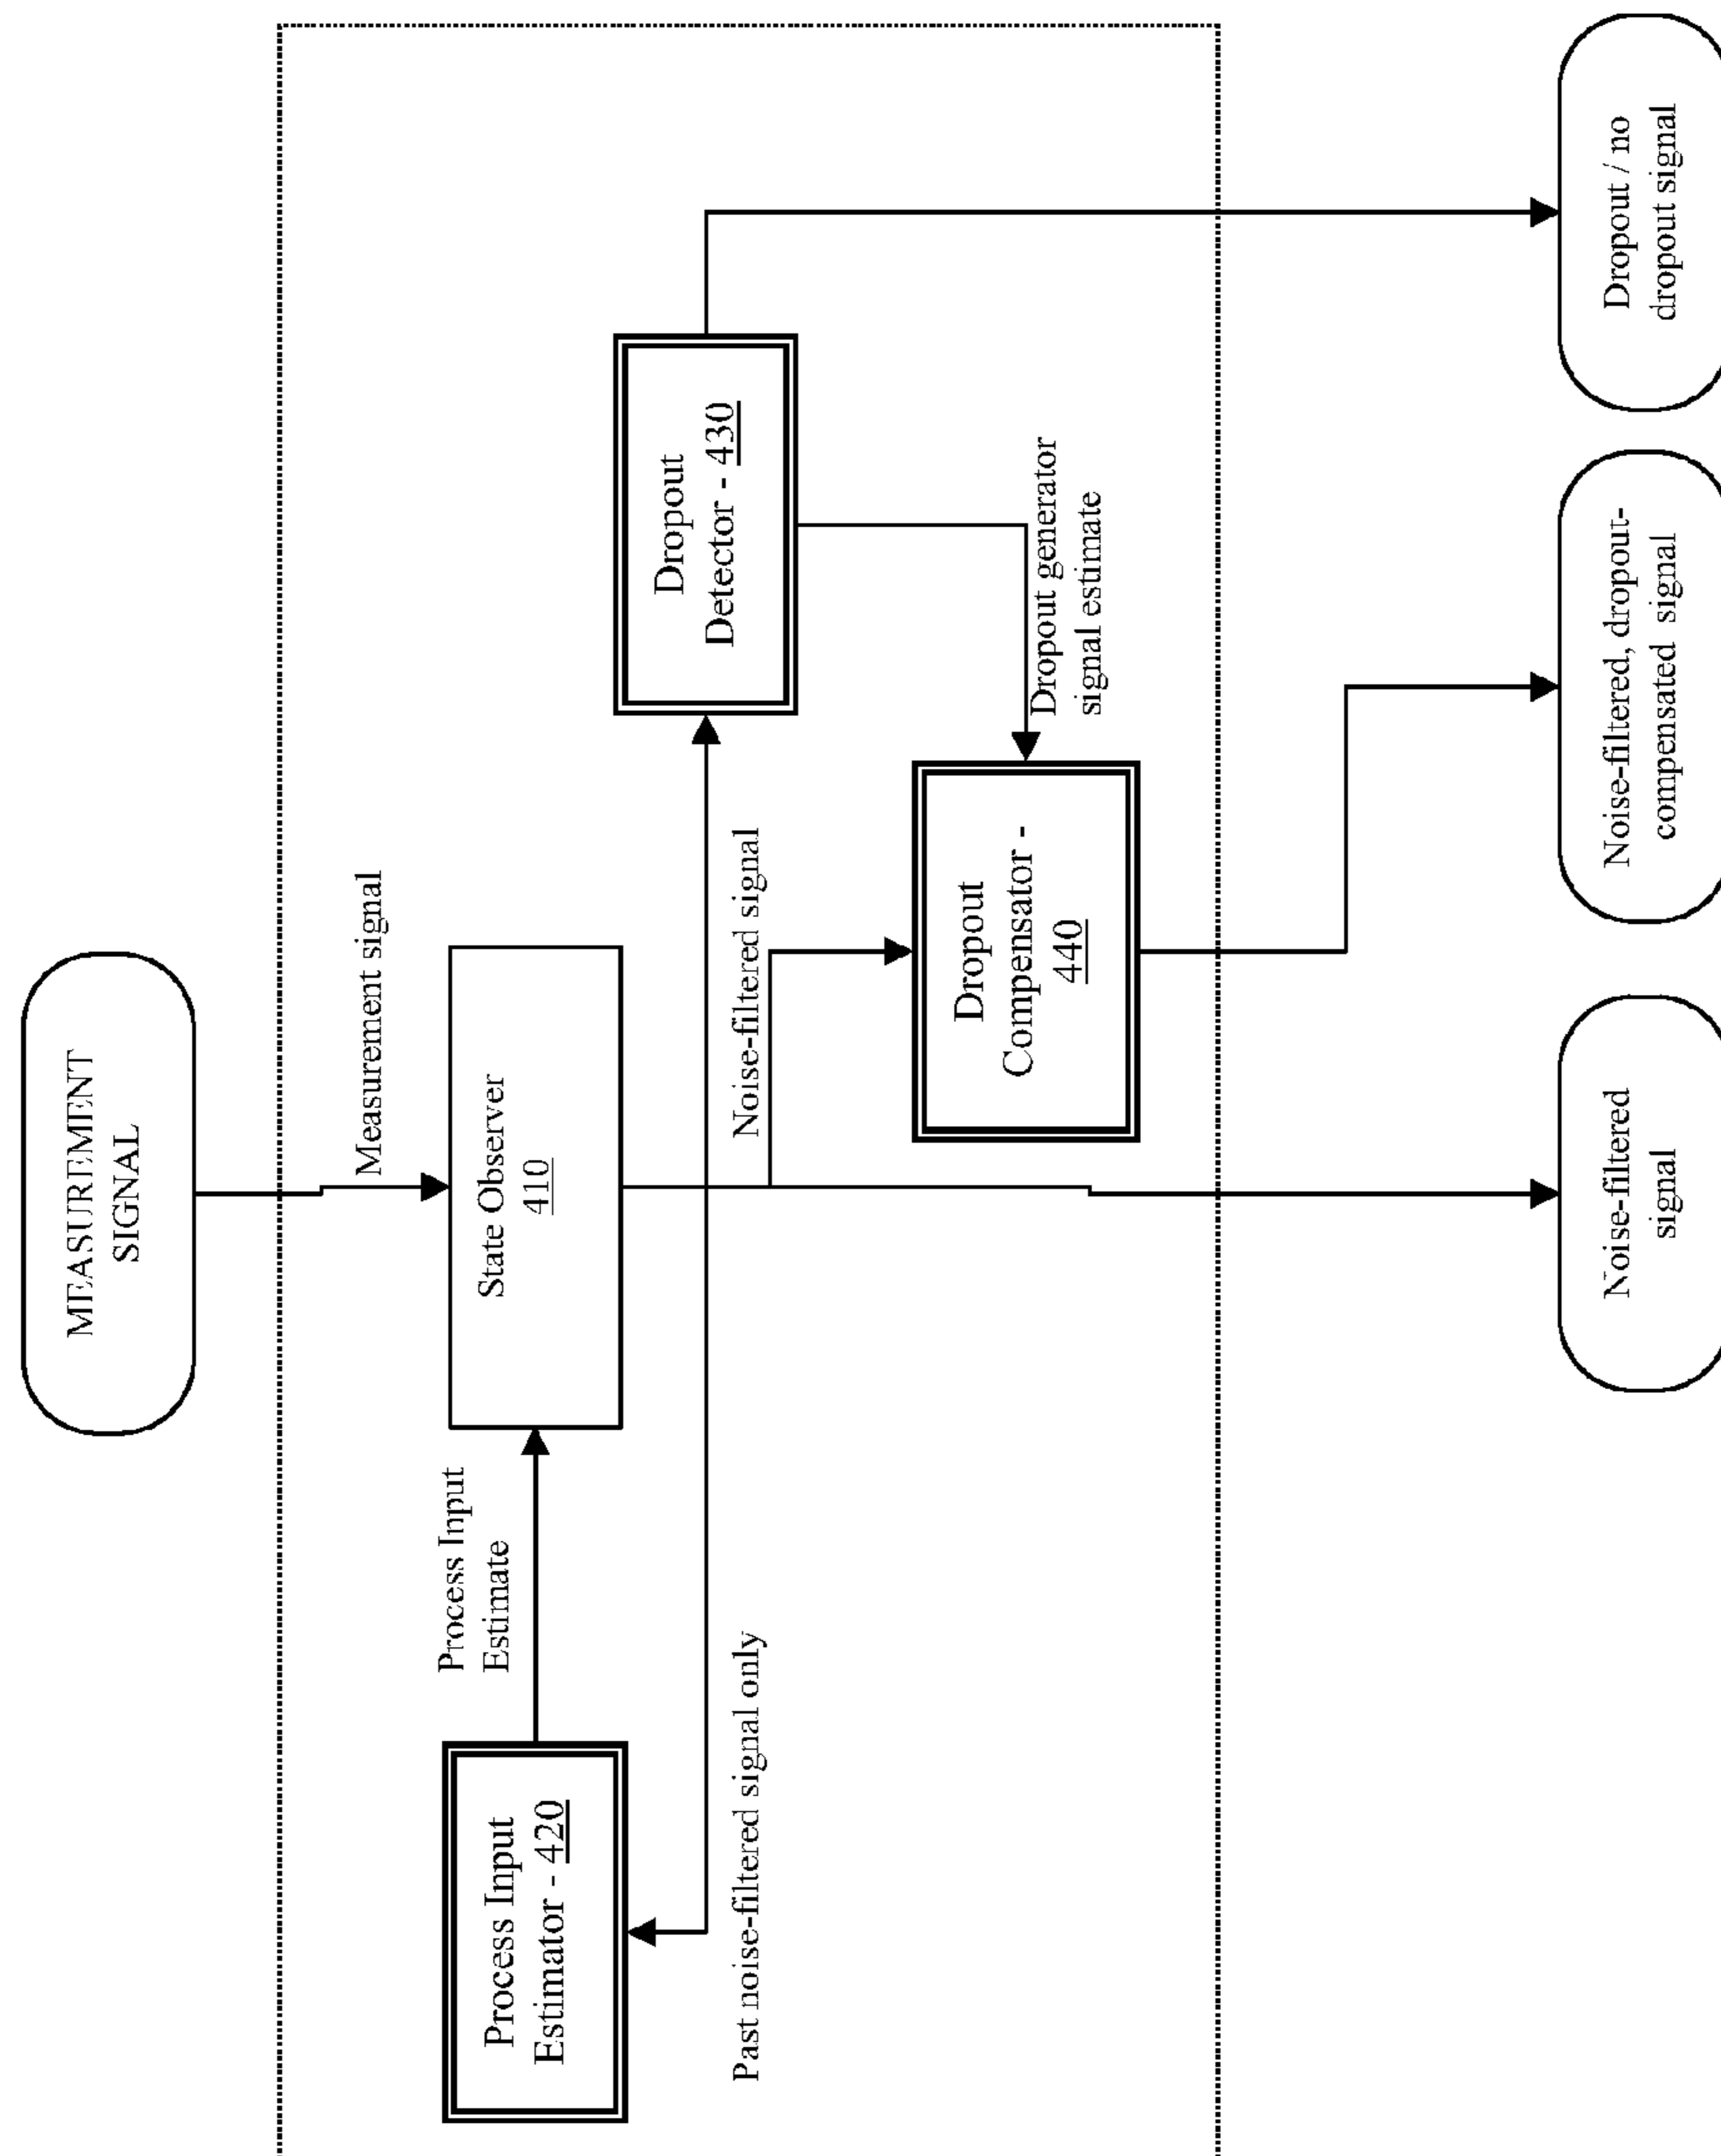 MEASUREMENT
SIGNAL
Measurement signal
Process Input
Estimate
State Observer
410
Process Input
Estimator - 420
Dropout
Detector - 430
Past noise-filtered signal only
Noise-filtered signal
Dropout generator
signal estimate
Dropout
Compensator -
440
Noise-filtered
signal
Noise-filtered, dropout-
compensated signal
Dropout / no
dropout signal